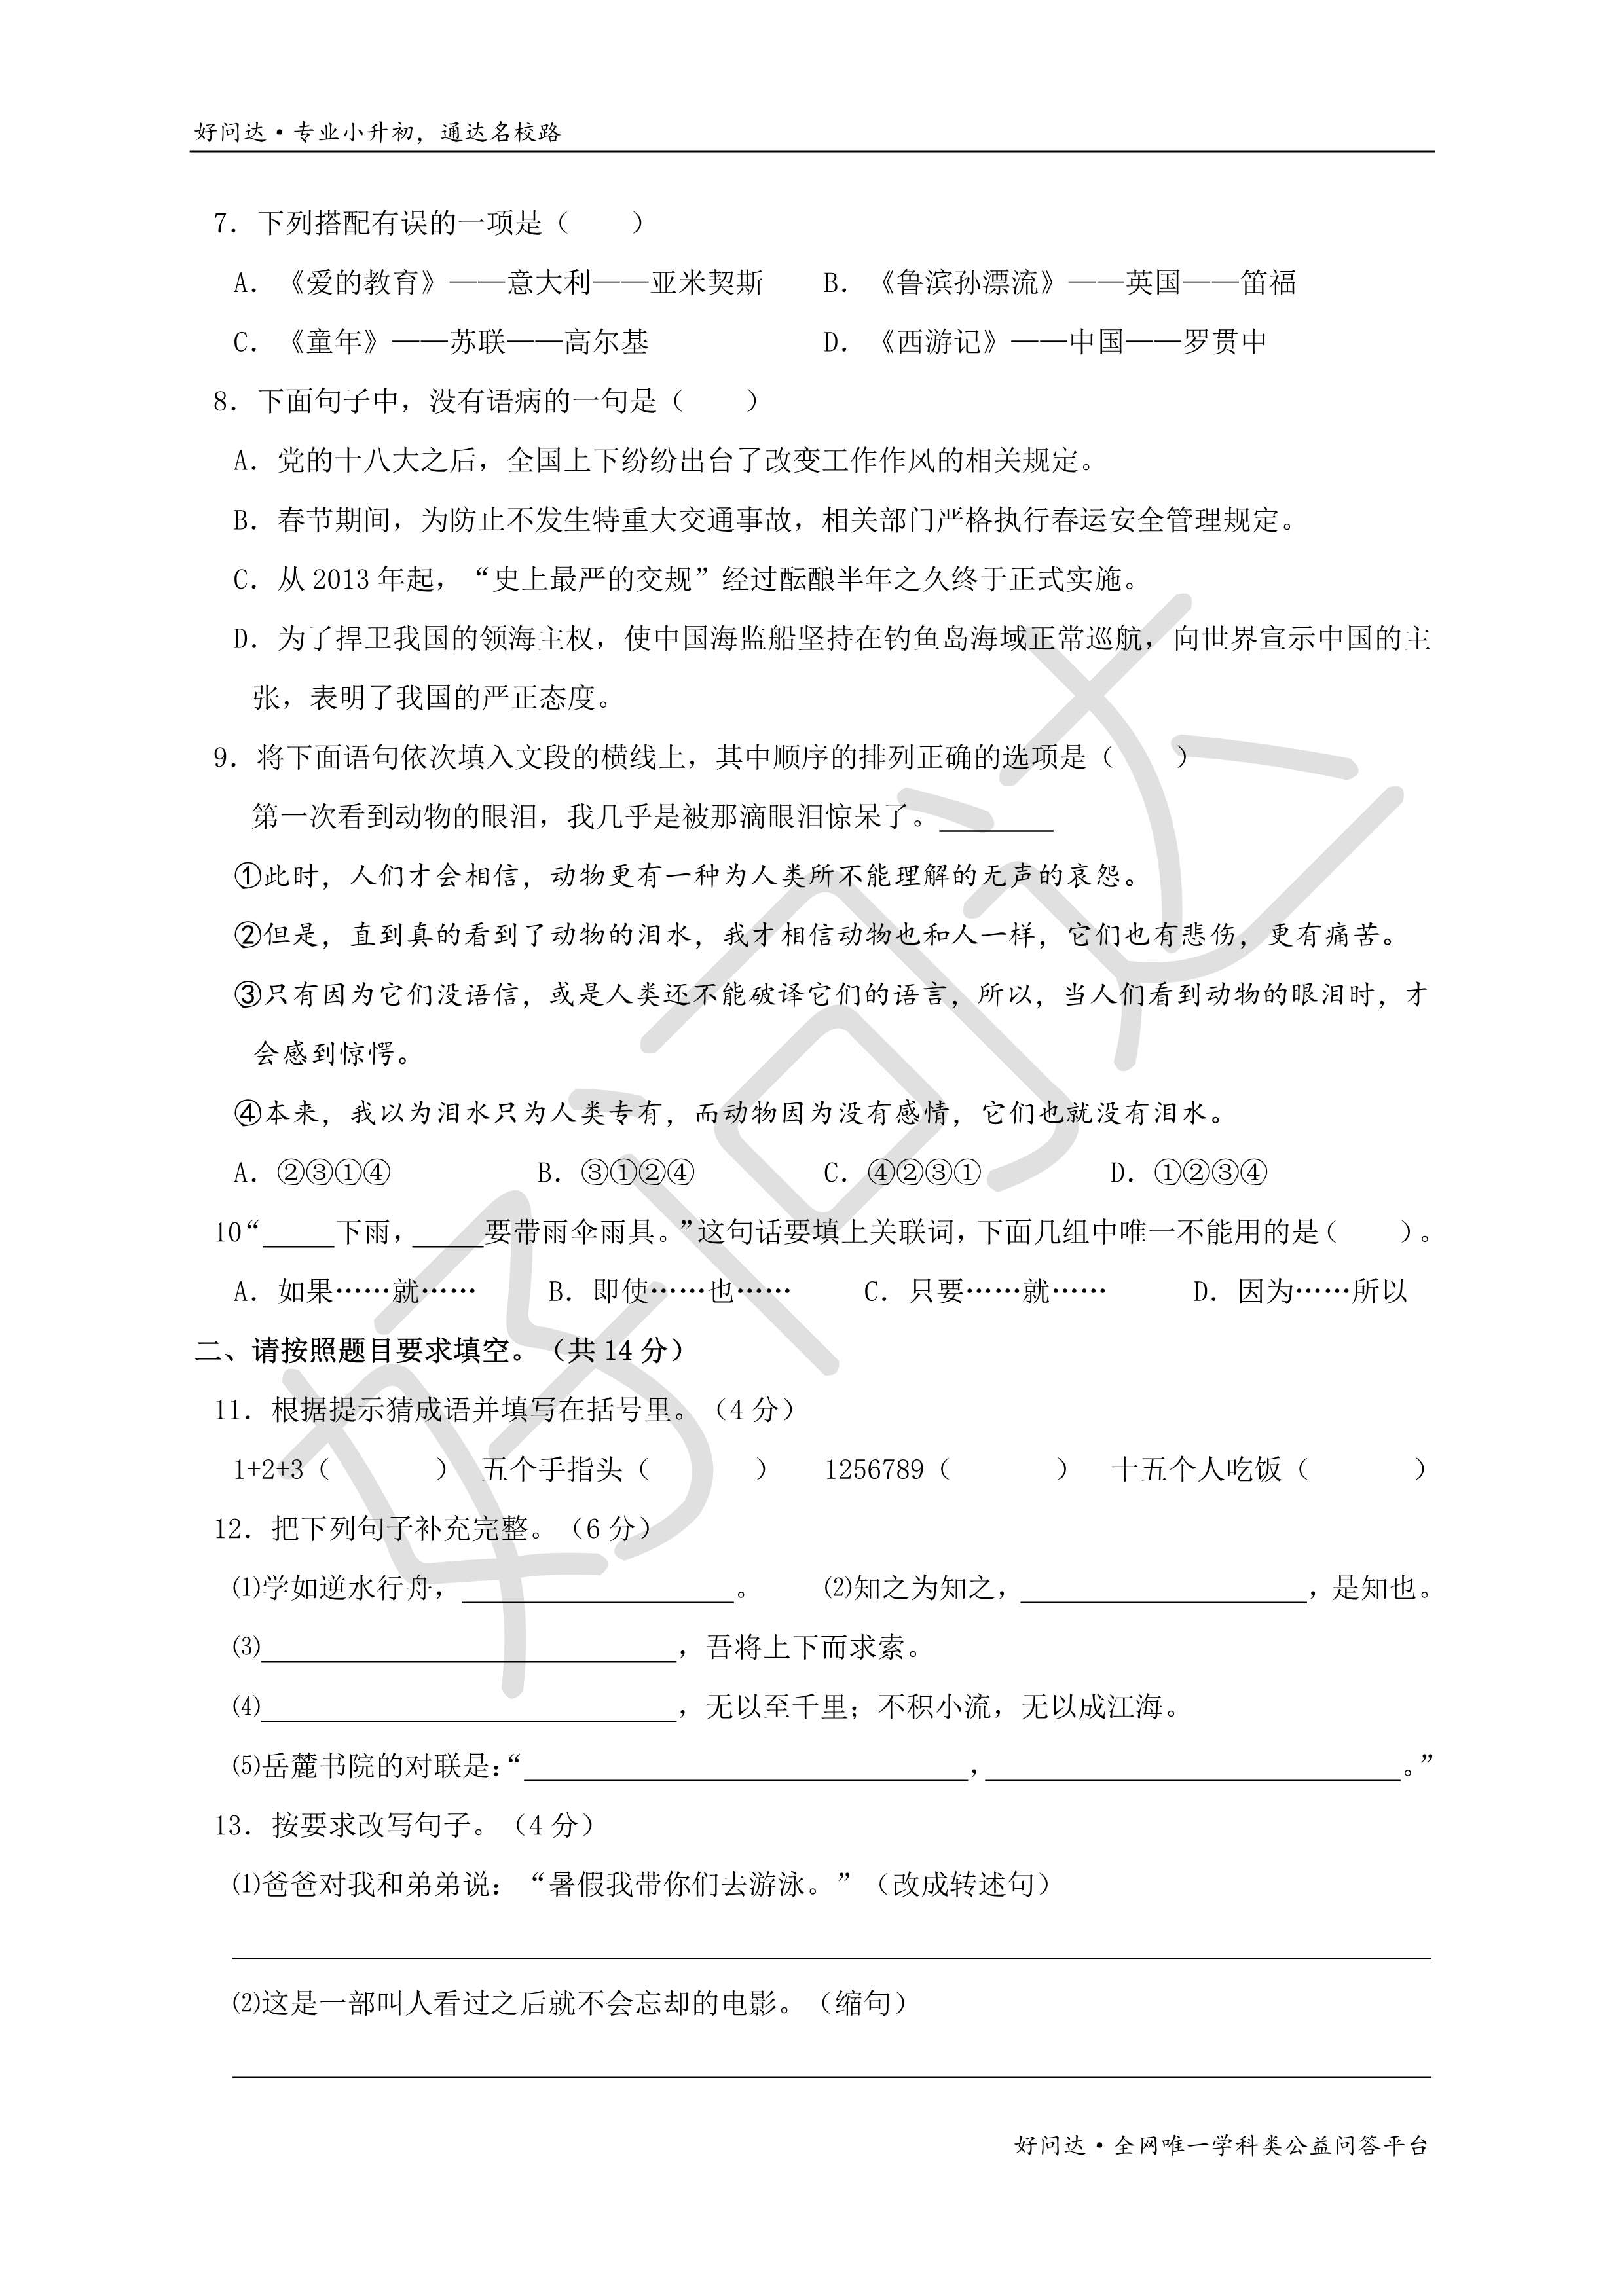 好问达·专业小升初，通达名校路
7．下列搭配有误的一项是（　　）
A．《爱的教育》——意大利——亚米契斯　　B．《鲁滨孙漂流》——英国——笛福
C．《童年》——苏联——高尔基　　D．《西游记》——中国——罗贯中
8．下面句子中，没有语病的一句是（　　）
A．党的十八大之后，全国上下纷纷出台了改变工作作风的相关规定。
B．春节期间，为防止不发生特重大交通事故，相关部门严格执行春运安全管理规定。
C．从 2013 年起，“史上最严的交规”经过酝酿半年之久终于正式实施。
D．为了捍卫我国的领海主权，使中国海监船坚持在钓鱼岛海域正常巡航，向世界宣示中国的主
张，表明了我国的严正态度。
9．将下面语句依次填入文段的横线上，其中顺序的排列正确的选项是（　　）
第一次看到动物的眼泪，我几乎是被那滴眼泪惊呆了。________
①此时，人们才会相信，动物更有一种为人类所不能理解的无声的哀怨。
②但是，直到真的看到了动物的泪水，我才相信动物也和人一样，它们也有悲伤，更有痛苦。
③只有因为它们没语信，或是人类还不能破译它们的语言，所以，当人们看到动物的眼泪时，才
会感到惊愕。
④本来，我以为泪水只为人类专有，而动物因为没有感情，它们也就没有泪水。
A．②③①④　　B．③①②④　　C．④②③①　　D．①②③④
10“_____下雨，_____要带雨伞雨具。”这句话要填上关联词，下面几组中唯一不能用的是（　　）。
A．如果……就……　　B．即使……也……　　C．只要……就……　　D．因为……所以
二、请按照题目要求填空。（共 14 分）
11．根据提示猜成语并填写在括号里。（4 分）
1+2+3（　　　）　五个手指头（　　　）　1256789（　　　）　十五个人吃饭（　　　）
12．把下列句子补充完整。（6 分）
⑴学如逆水行舟，__________________。　　⑵知之为知之，____________________，是知也。
⑶____________________________，吾将上下而求索。
⑷____________________________，无以至千里；不积小流，无以成江海。
⑸岳麓书院的对联是：“______________________________，____________________________。”
13．按要求改写句子。（4 分）
⑴爸爸对我和弟弟说：“暑假我带你们去游泳。”（改成转述句）
⑵这是一部叫人看过之后就不会忘却的电影。（缩句）
好问达·全网唯一学科类公益问答平台
好问达